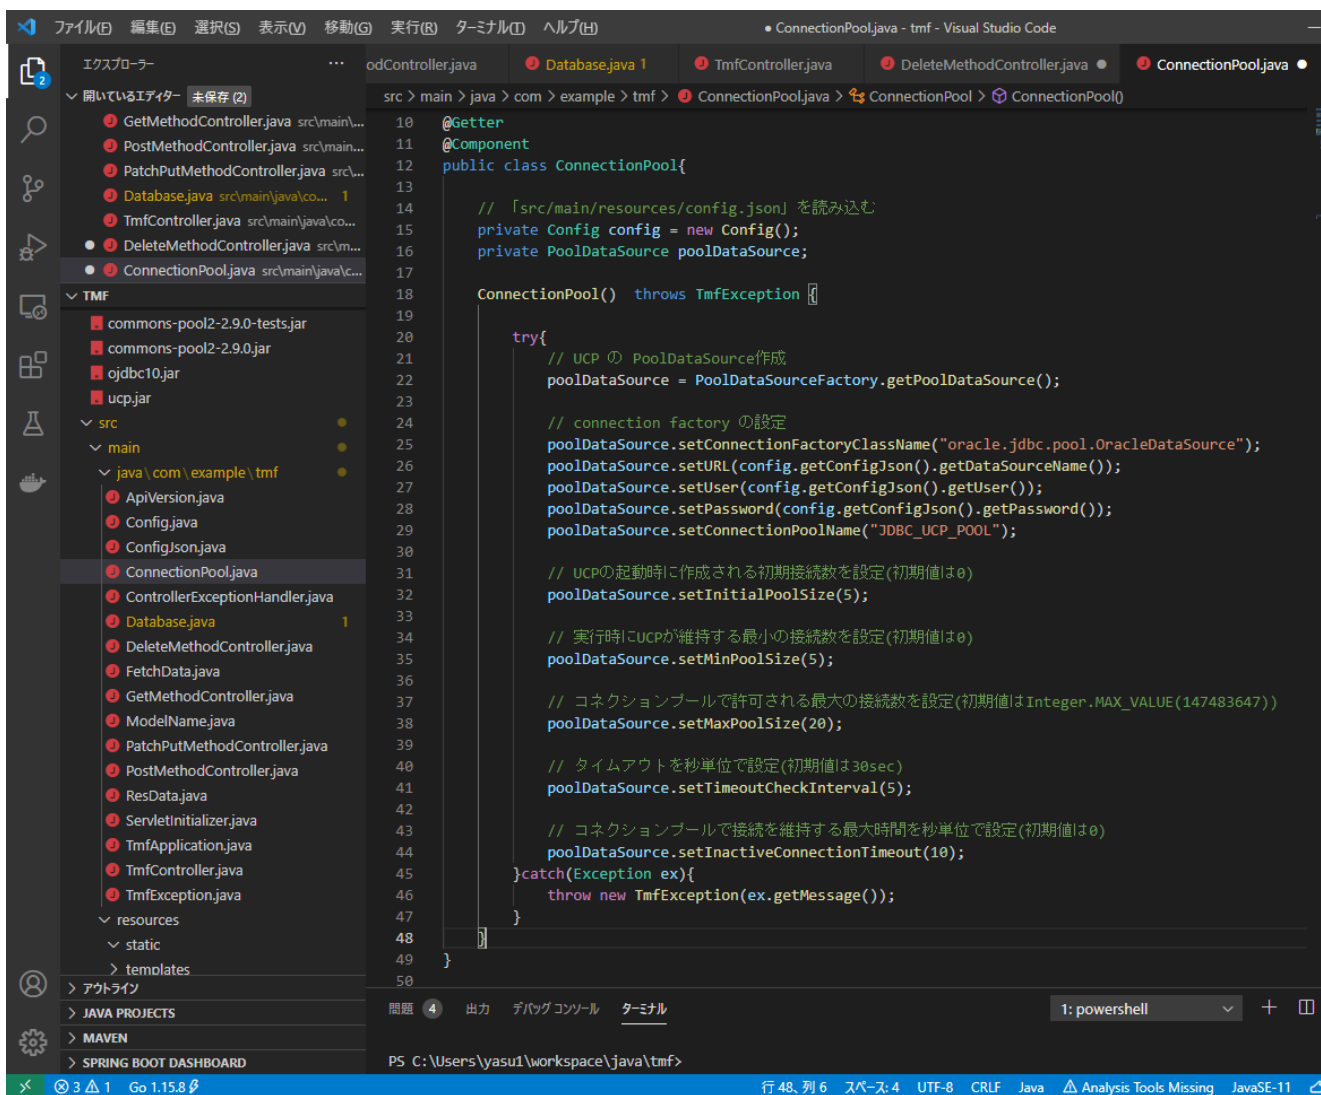 ファイル(F) 編集(E) 選択(S) 表示(V) 移動(G) 実行(R) ターミナル(T) ヘルプ(H) ● ConnectionPool.java - tmf - Visual Studio Code
エクスプローラー ···
odController.java Database.java 1 TmfController.java DeleteMethodController.java ● ConnectionPool.java ●
2
開いているエディター 未保存 (2)
src > main > java > com > example > tmf > ConnectionPool.java > ConnectionPool > ConnectionPool()
GetMethodController.java src\main\...
PostMethodController.java src\main...
PatchPutMethodController.java src\...
Database.java src\main\java\co... 1
TmfController.java src\main\java\co...
● DeleteMethodController.java src\m...
● ConnectionPool.java src\main\java\c...
TMF
commons-pool2-2.9.0-tests.jar
commons-pool2-2.9.0.jar
ojdbc10.jar
ucp.jar
src
main
java\com\example\tmf
ApiVersion.java
Config.java
ConfigJson.java
ConnectionPool.java
ControllerExceptionHandler.java
Database.java 1
DeleteMethodController.java
FetchData.java
GetMethodController.java
ModelName.java
PatchPutMethodController.java
PostMethodController.java
ResData.java
ServletInitializer.java
TmfApplication.java
TmfController.java
TmfException.java
resources
static
templates
アウトライン
JAVA PROJECTS
MAVEN
SPRING BOOT DASHBOARD
10 @Getter
11 @Component
12 public class ConnectionPool{
13
14 // 「src/main/resources/config.json」を読み込む
15 private Config config = new Config();
16 private PoolDataSource poolDataSource;
17
18 ConnectionPool() throws TmfException {
19
20 try{
21 // UCP の PoolDataSource作成
22 poolDataSource = PoolDataSourceFactory.getPoolDataSource();
23
24 // connection factory の設定
25 poolDataSource.setConnectionFactoryClassName("oracle.jdbc.pool.OracleDataSource");
26 poolDataSource.setURL(config.getConfigJson().getDataSourceName());
27 poolDataSource.setUser(config.getConfigJson().getUser());
28 poolDataSource.setPassword(config.getConfigJson().getPassword());
29 poolDataSource.setConnectionPoolName("JDBC_UCP_POOL");
30
31 // UCPの起動時に作成される初期接続数を設定(初期値は0)
32 poolDataSource.setInitialPoolSize(5);
33
34 // 実行時にUCPが維持する最小の接続数を設定(初期値は0)
35 poolDataSource.setMinPoolSize(5);
36
37 // コネクションプールで許可される最大の接続数を設定(初期値はInteger.MAX_VALUE(147483647))
38 poolDataSource.setMaxPoolSize(20);
39
40 // タイムアウトを秒単位で設定(初期値は30sec)
41 poolDataSource.setTimeoutCheckInterval(5);
42
43 // コネクションプールで接続を維持する最大時間を秒単位で設定(初期値は0)
44 poolDataSource.setInactiveConnectionTimeout(10);
45 }catch(Exception ex){
46 throw new TmfException(ex.getMessage());
47 }
48 }
49 }
50
問題 4 出力 デバッグ コンソール ターミナル 1: powershell
PS C:\Users\yasu1\workspace\java\tmf>
3 1 Go 1.15.8 行 48、列 6 スペース: 4 UTF-8 CRLF Java Analysis Tools Missing JavaSE-11